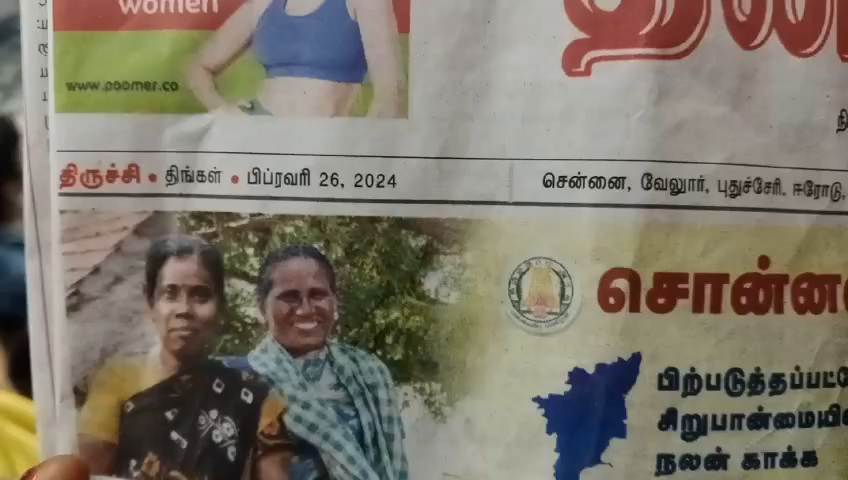 women
www.poomer.co
திருச்சி • திங்கள் • பிப்ரவரி 26, 2024
சென்னை, வேலூர், புதுச்சேரி, ஈரோடு,
சொன்ன
பிற்படுத்தப்பட்
சிறுபான்மையி
நலன் காக்க